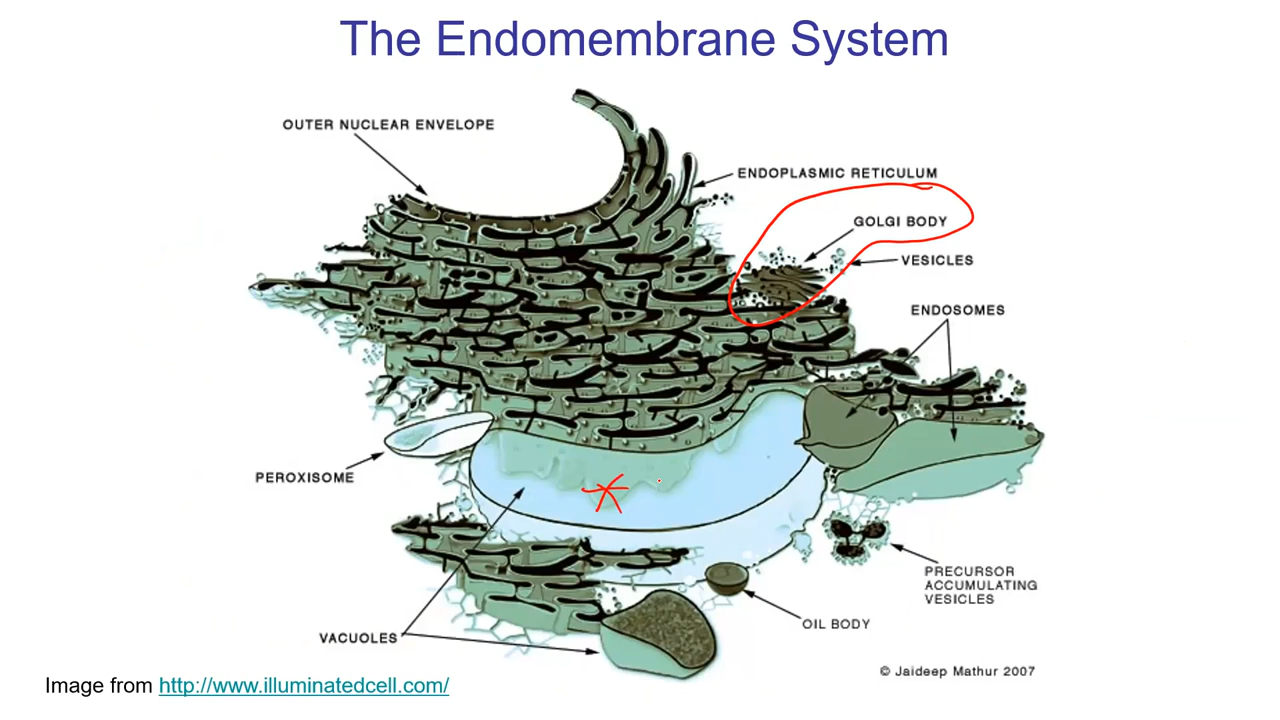 The Endomembrane System
OUTER NUCLEAR ENVELOPE
ENDOPLASMIC RETICULUM
GOLGI BODY
VESICLES
ENDOSOMES
PEROXISOME
PRECURSOR
ACCUMULATING
VESICLES
OIL BODY
VACUOLES
© Jaideep Mathur 2007
Image from http://www.illuminatedcell.com/